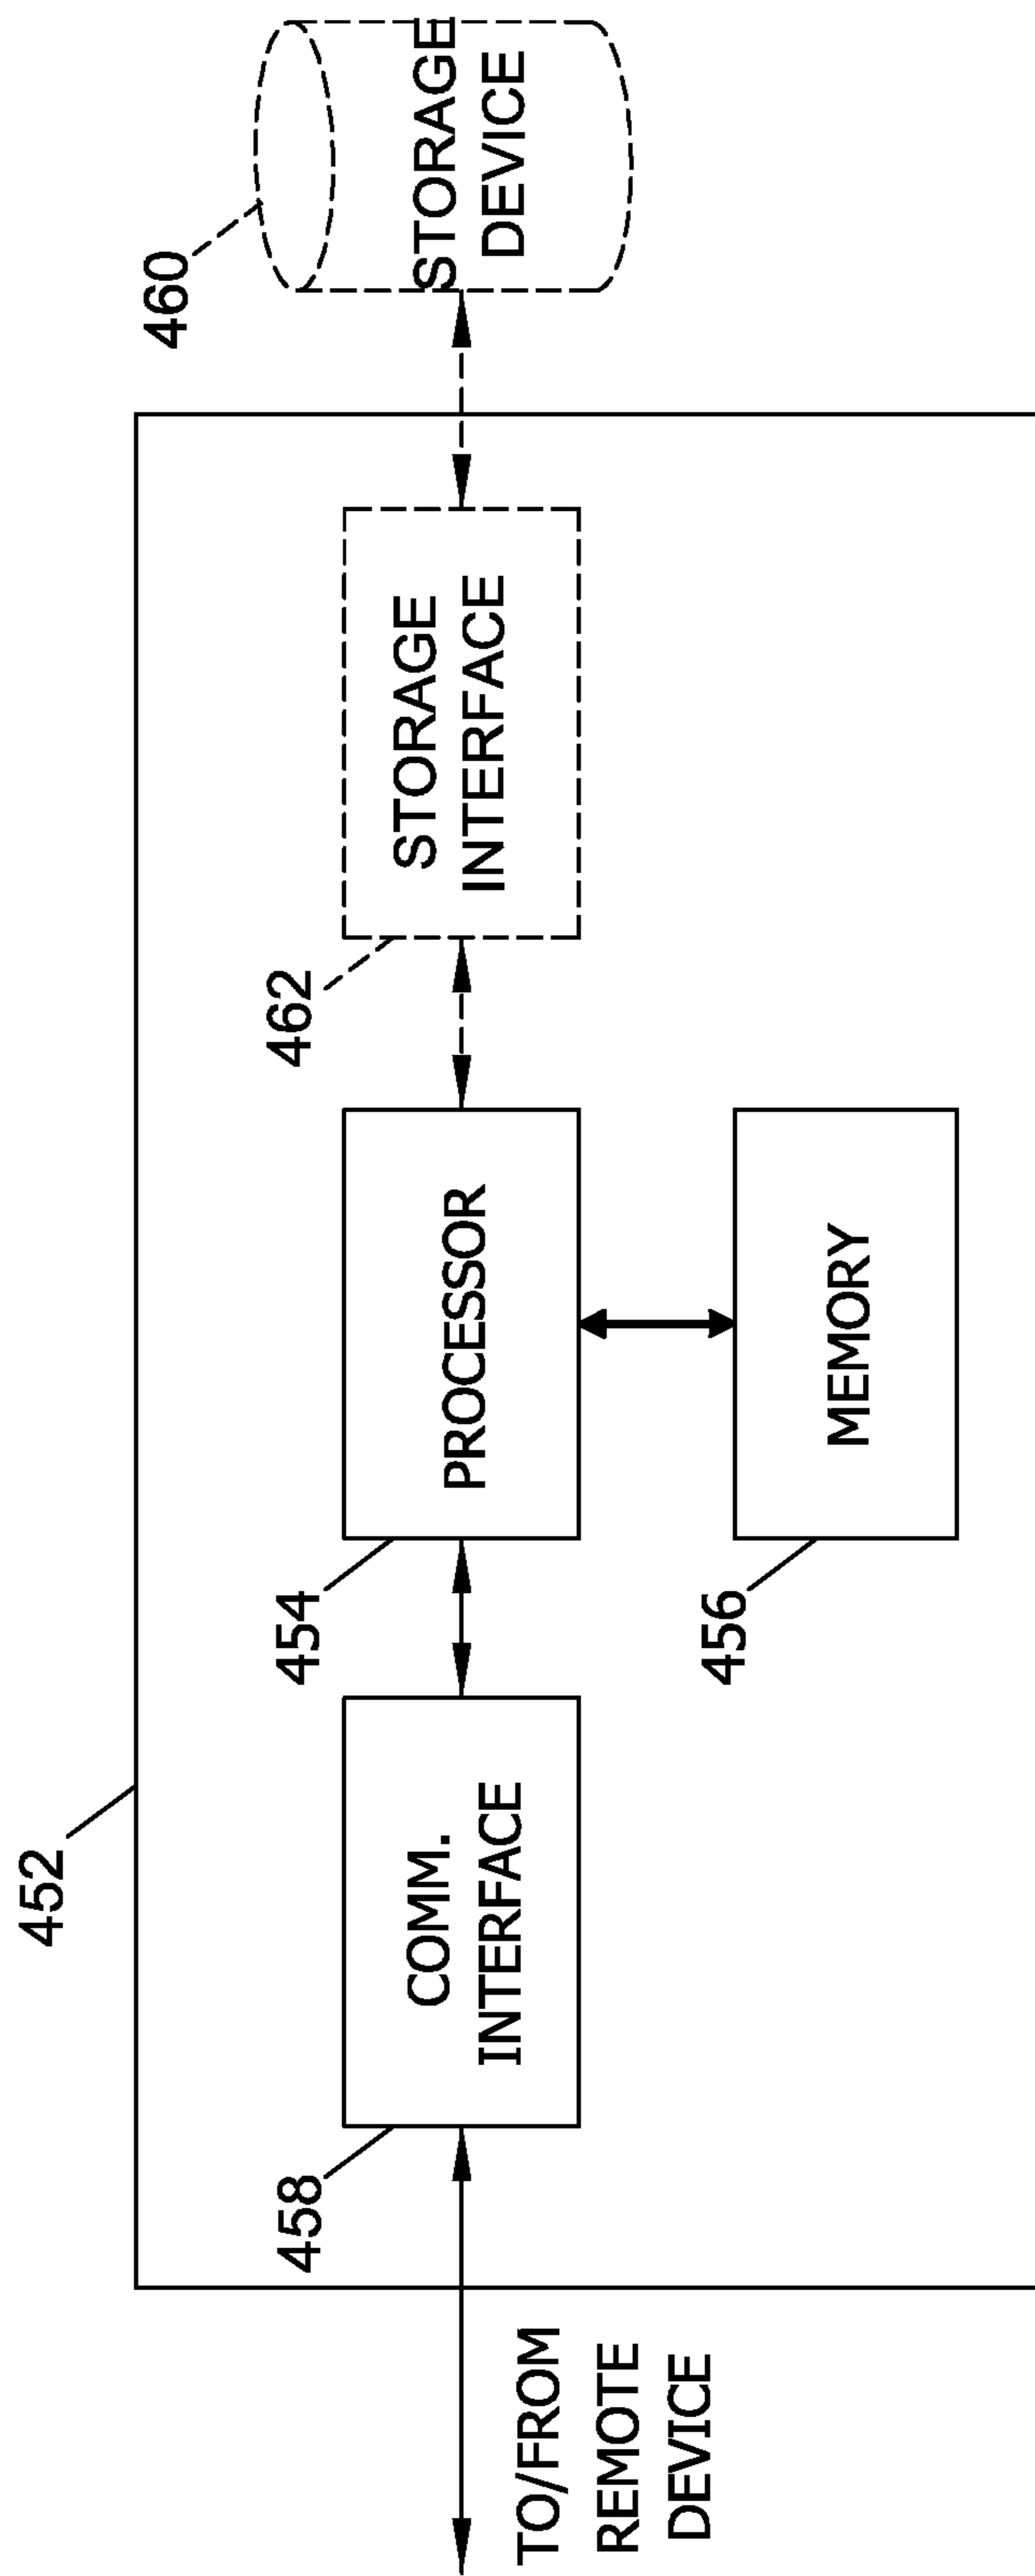 452
460
462
454
458
STORAGE
DEVICE
STORAGE
INTERFACE
PROCESSOR
COMM.
INTERFACE
TO/FROM
REMOTE
DEVICE
456
MEMORY